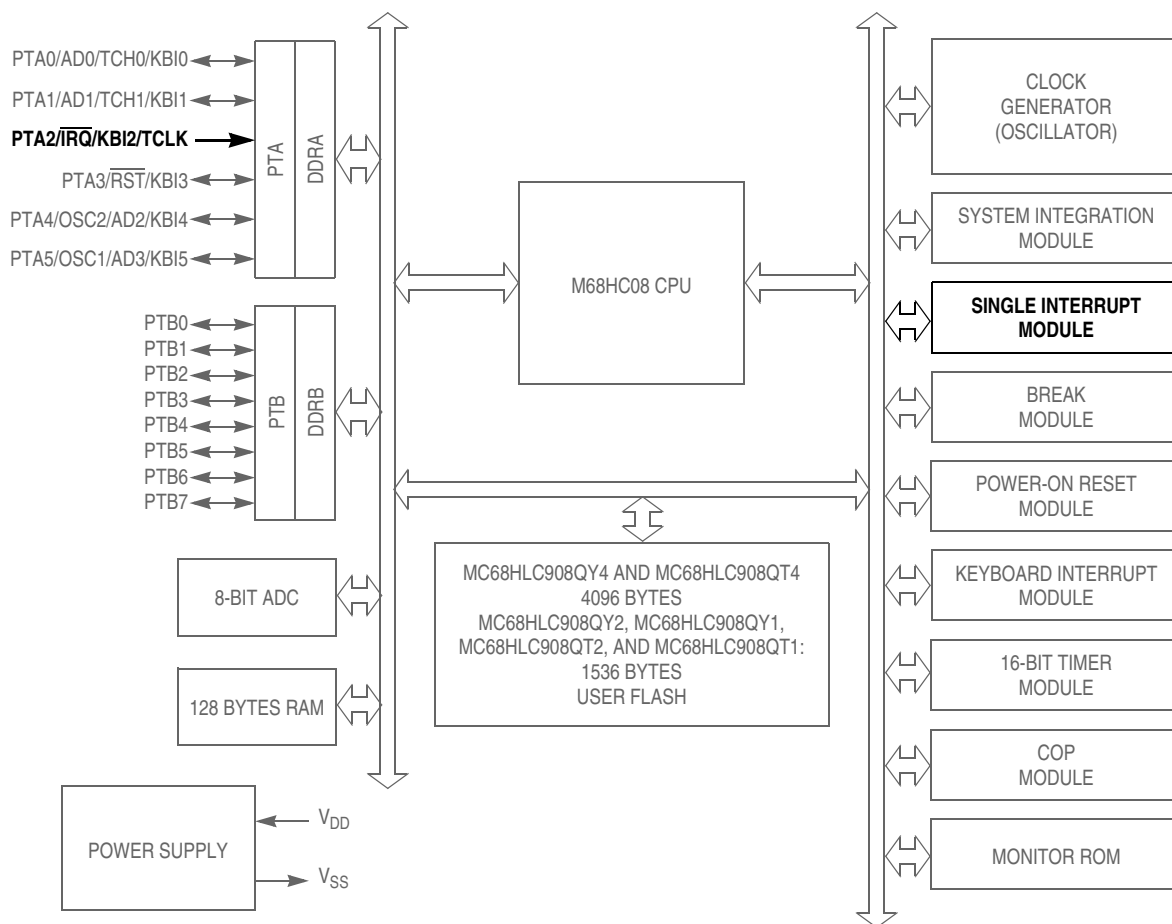 PTA0/AD0/TCH0/KBI0
PTA1/AD1/TCH1/KBI1
PTA2/IRQ/KBI2/TCLK
PTA3/RST/KBI3
PTA4/OSC2/AD2/KBI4
PTA5/OSC1/AD3/KBI5
PTA
DDRA
PTB0
PTB1
PTB2
PTB3
PTB4
PTB5
PTB6
PTB7
PTB
DDRB
8-BIT ADC
128 BYTES RAM
POWER SUPPLY
VDD
VSS
M68HC08 CPU
MC68HLC908QY4 AND MC68HLC908QT4
4096 BYTES
MC68HLC908QY2, MC68HLC908QY1,
MC68HLC908QT2, AND MC68HLC908QT1:
1536 BYTES
USER FLASH
CLOCK
GENERATOR
(OSCILLATOR)
SYSTEM INTEGRATION
MODULE
SINGLE INTERRUPT
MODULE
BREAK
MODULE
POWER-ON RESET
MODULE
KEYBOARD INTERRUPT
MODULE
16-BIT TIMER
MODULE
COP
MODULE
MONITOR ROM